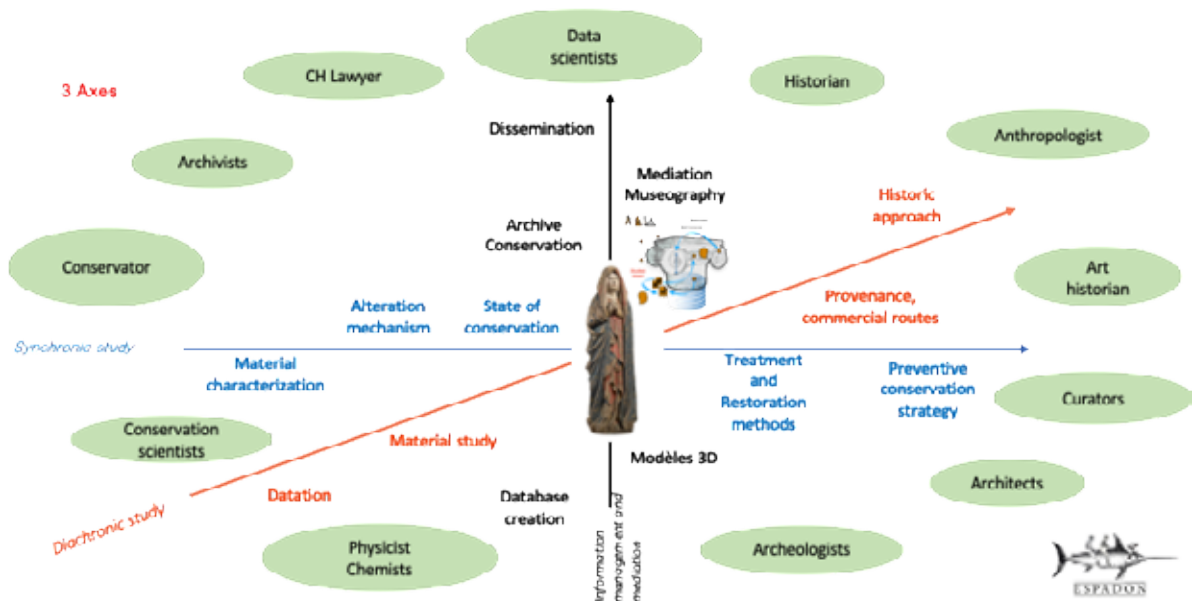 Data
scientists
CH Lawyer
Historian
3 Axes
Dissemination
Anthropologist
Archivists
Mediation
Museography
Historic
approach
Archive
Conservation
Conservator
Art
historian
Alteration
mechanism
State of
conservation
Provenance,
commercial routes
Synchronic study
Material
characterization
Treatment
and
Restoration
methods
Preventive
conservation
strategy
Curators
Conservation
scientists
Material study
Modèles 3D
Architects
Datation
Database
creation
Diachronic study
Physicist
Chemists
Information
management and
mediation
Archeologists
ESPADON